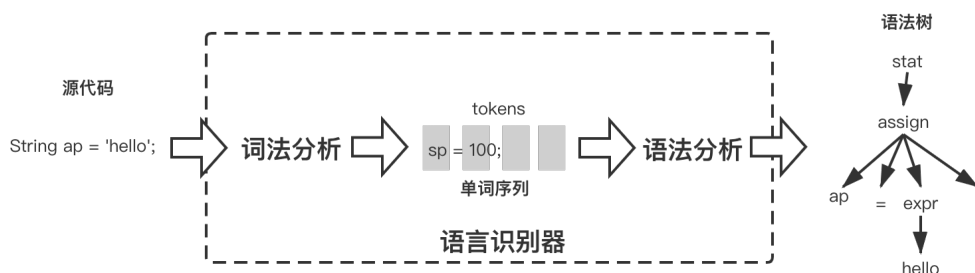 源代码
String ap = 'hello';
词法分析
tokens
sp = 100;
单词序列
语法分析
语言识别器
语法树
stat
assign
ap
=
expr
hello